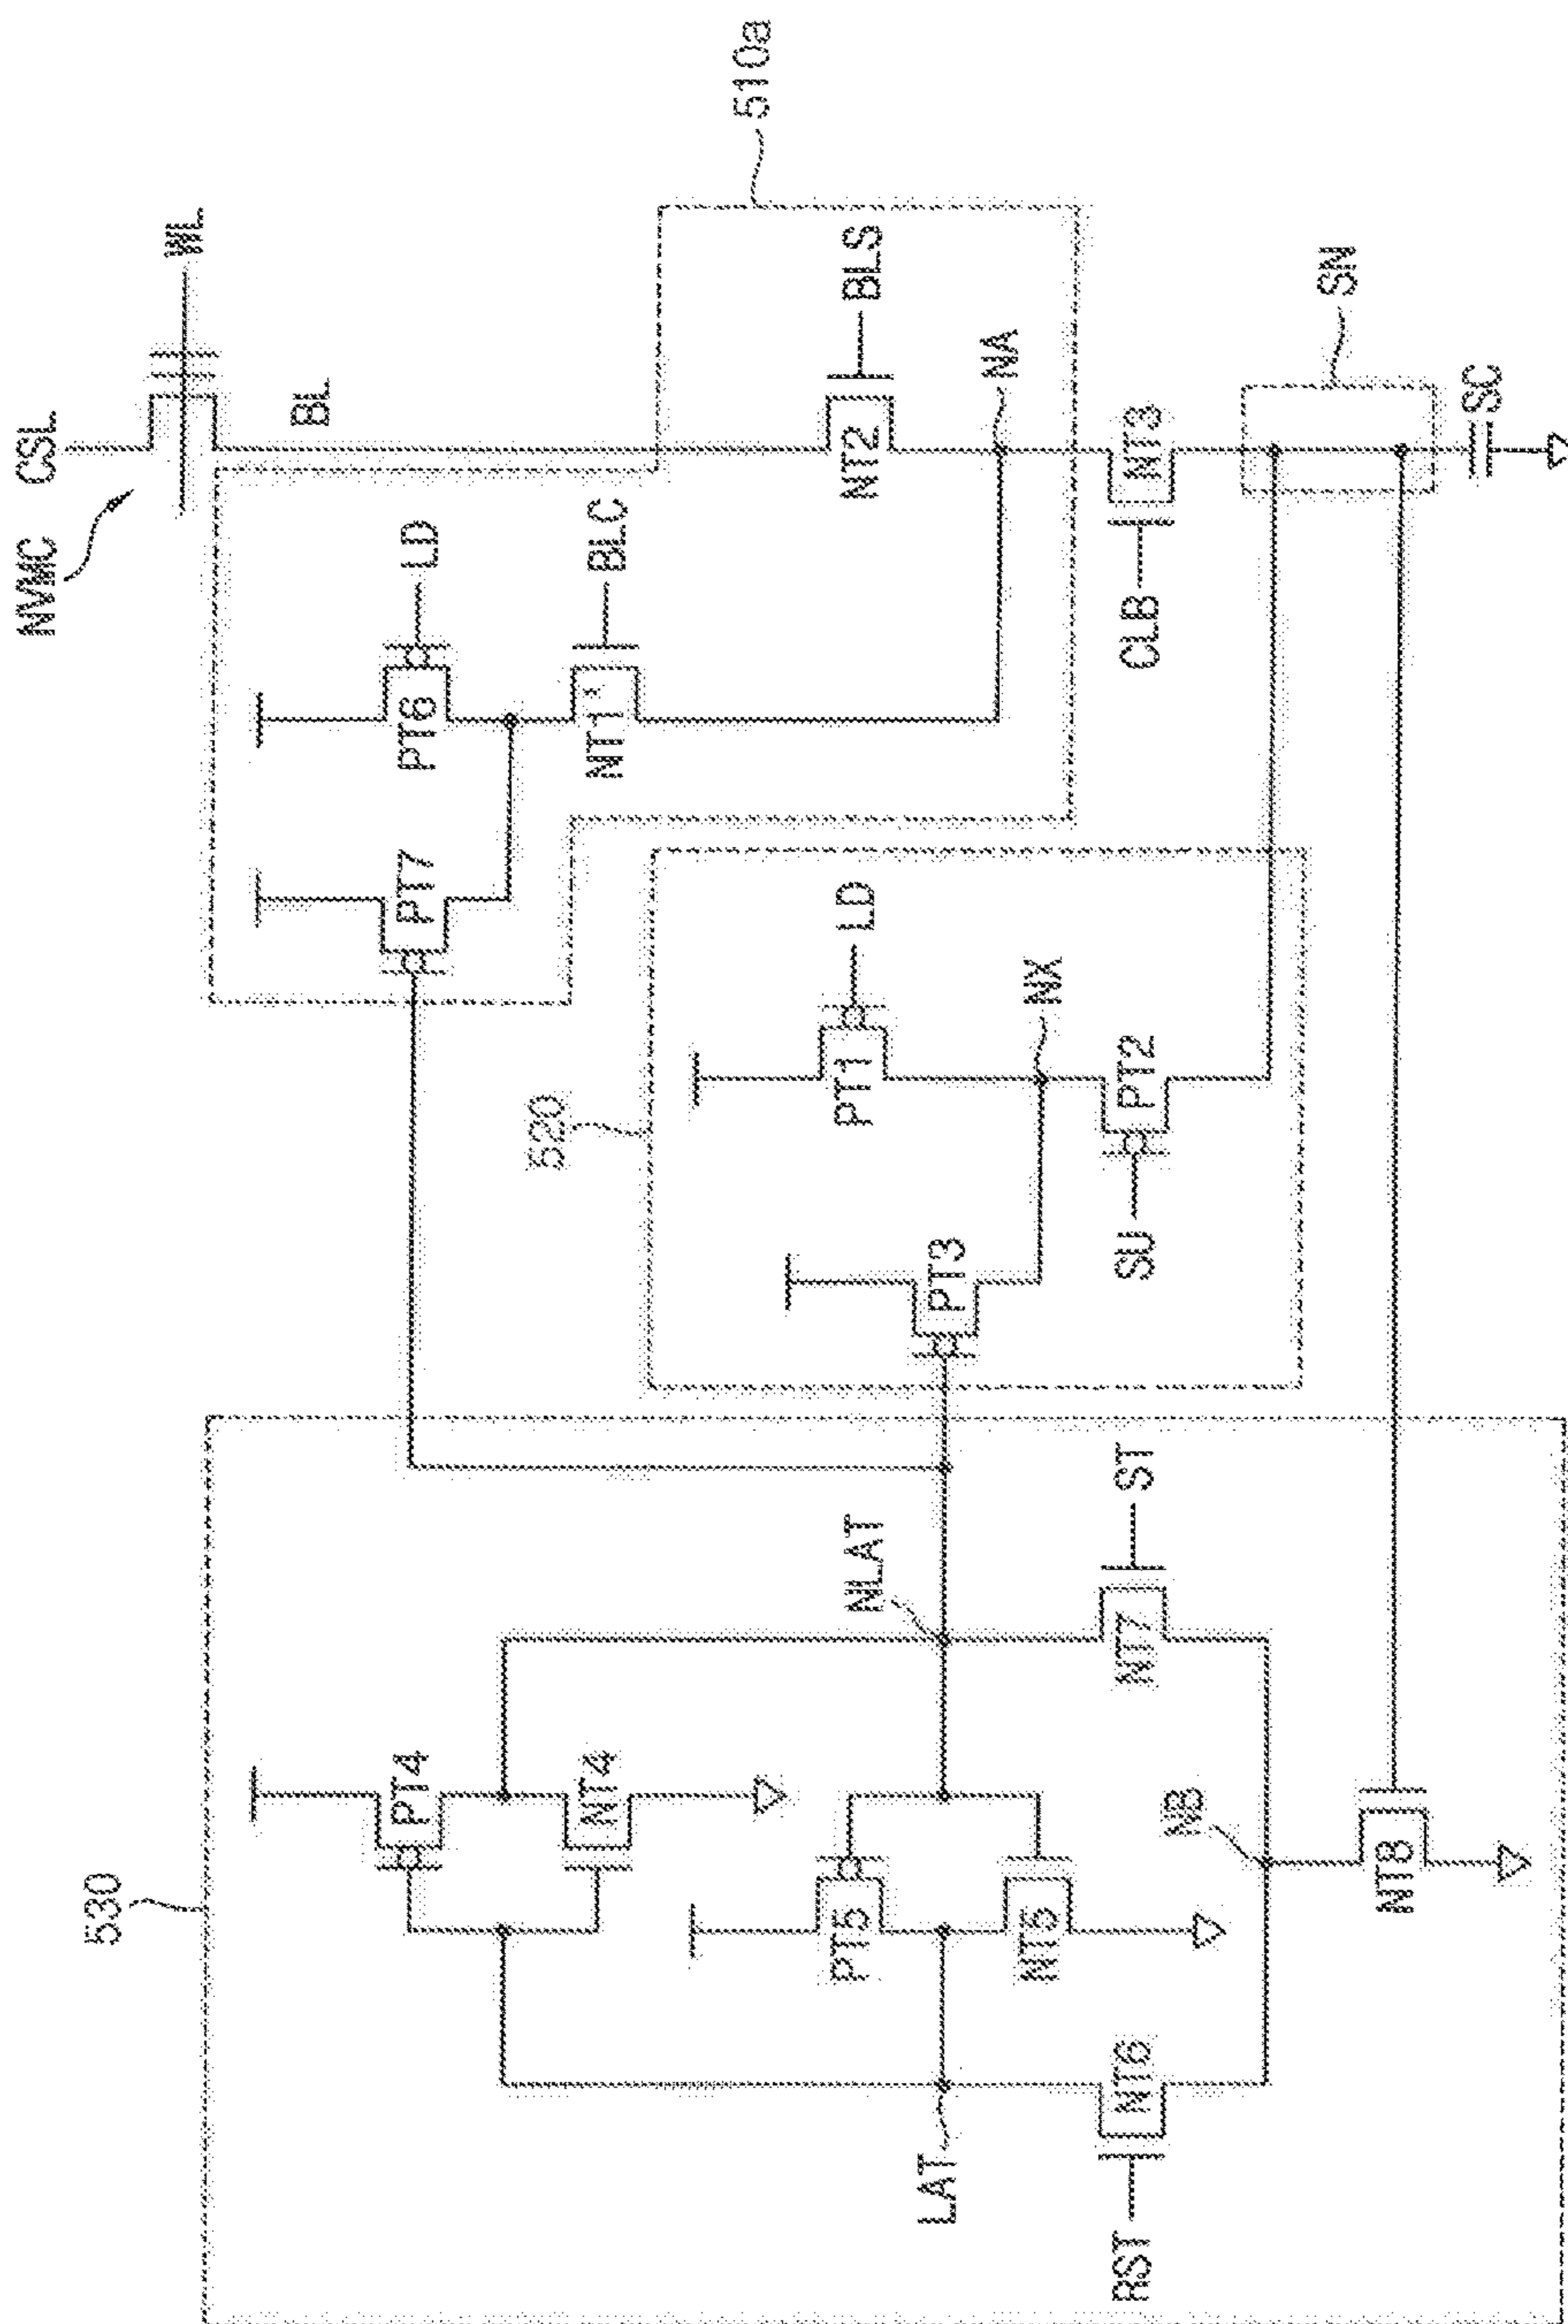 530
PT4
NT4
PT5
NT5
LAT
NLAT
RST
NT6
NT7
ST
NB
NT8
520
LD
PT1
NX
PT3
PT2
SU
510a
NVMC
CSL
WL
BL
LD
PT6
PT7
BLC
NT1'
BLS
NT2
NA
CLB
NT3
SN
SC